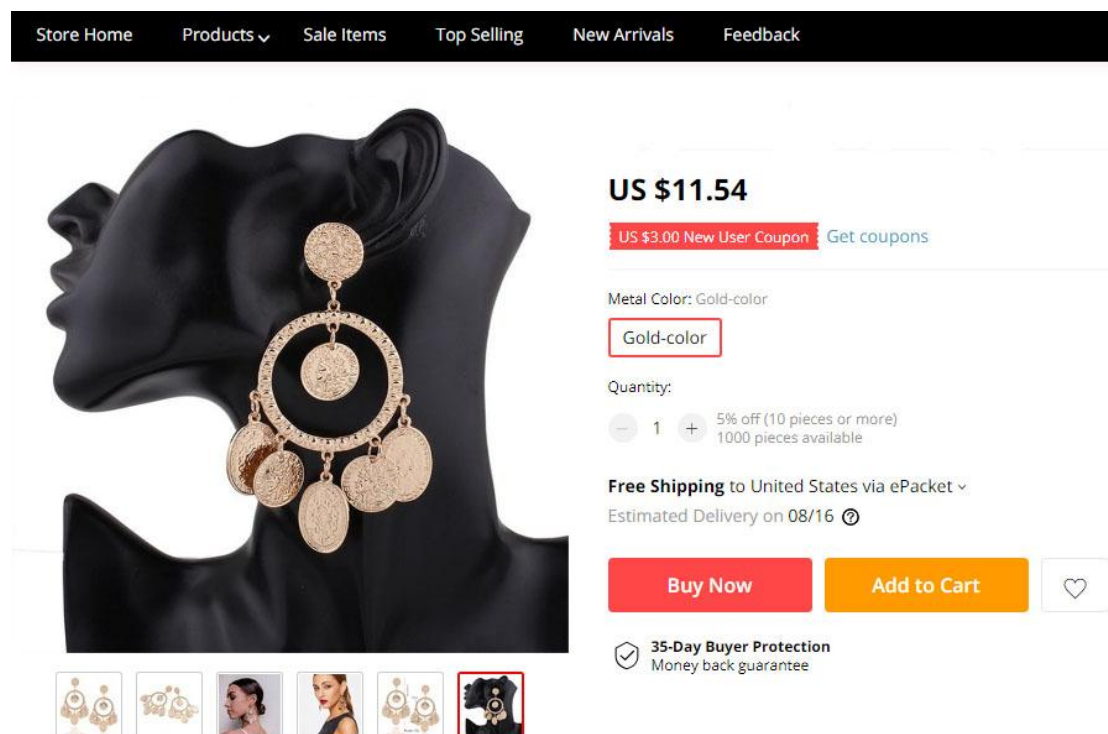 Store Home Products Sale Items Top Selling New Arrivals Feedback
US $11.54
US $3.00 New User Coupon Get coupons
Metal Color: Gold-color
Gold-color
Quantity:
− 1 + 5% off (10 pieces or more)
1000 pieces available
Free Shipping to United States via ePacket
Estimated Delivery on 08/16 ?
Buy Now Add to Cart
35-Day Buyer Protection
Money back guarantee